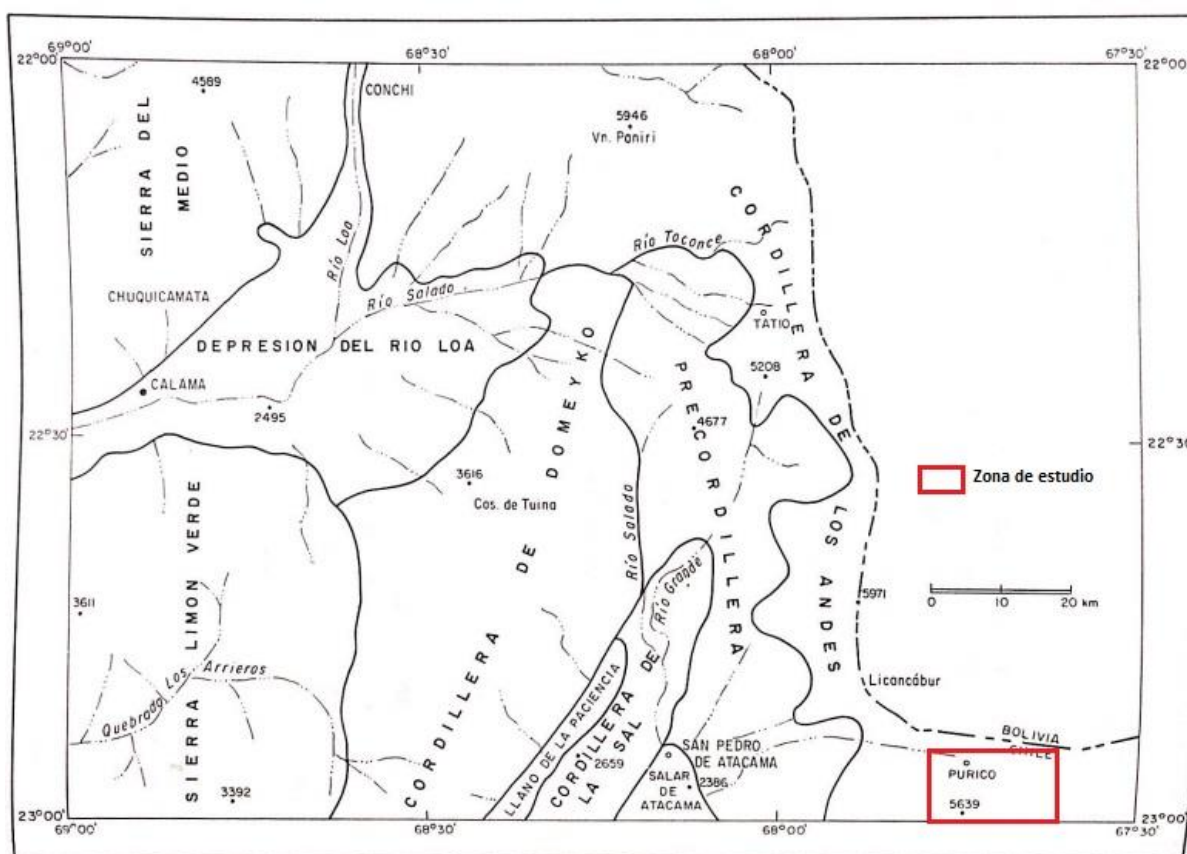 69°00'
68°30'
68°00'
67°30'
22°00'
22°00'
4589
CONCHI
5946
Vn. Paniri
SIERRA DEL
MEDIO
CORDILLERA DE
LOS ANDES
Río Loa
Río Toconce
Río Salado
CHUQUICAMATA
TATIO
DEPRESION DEL RIO LOA
5208
CALAMA
2495
4677
22°30'
22°30'
3616
Cos. de Tuina
CORDILLERA DE DOMEYKO
PRECORDILLERA
Zona de estudio
SIERRA LIMON VERDE
Río Salado
Río Grande
0 10 20 km
3611
5971
Quebrada Los Arrieros
Licancábur
LLANO DE LA PACIENCIA
CORDILLERA DE
LA SAL
2659
SAN PEDRO
DE ATACAMA
BOLIVIA
CHILE
SALAR
DE
ATACAMA
2386
PURICO
3392
5639
23°00'
23°00'
69°00'
68°30'
68°00'
67°30'